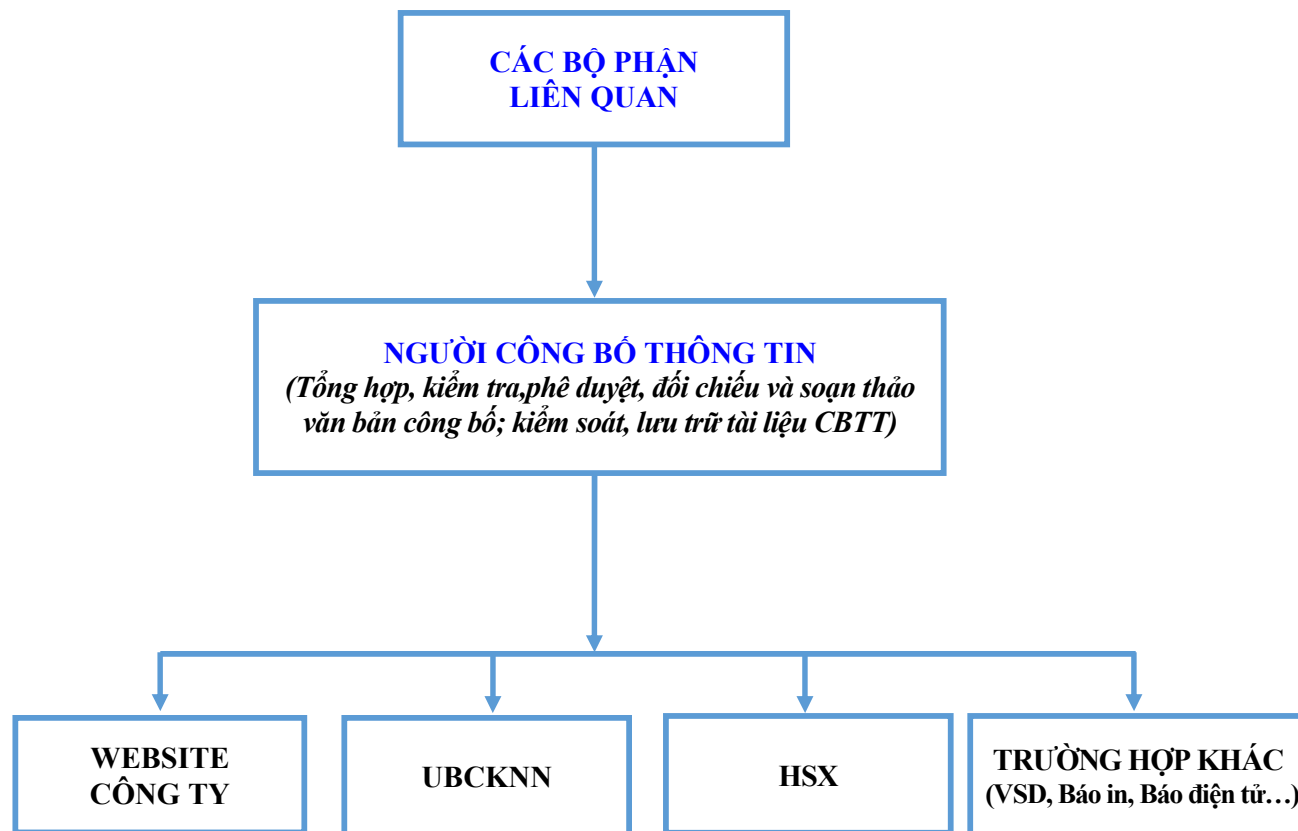 CÁC BỘ PHẬN
LIÊN QUAN
NGƯỜI CÔNG BỐ THÔNG TIN
(Tổng hợp, kiểm tra,phê duyệt, đối chiếu và soạn thảo
văn bản công bố; kiểm soát, lưu trữ tài liệu CBTT)
WEBSITE
CÔNG TY
UBCKNN
HSX
TRƯỜNG HỢP KHÁC
(VSD, Báo in, Báo điện tử…)